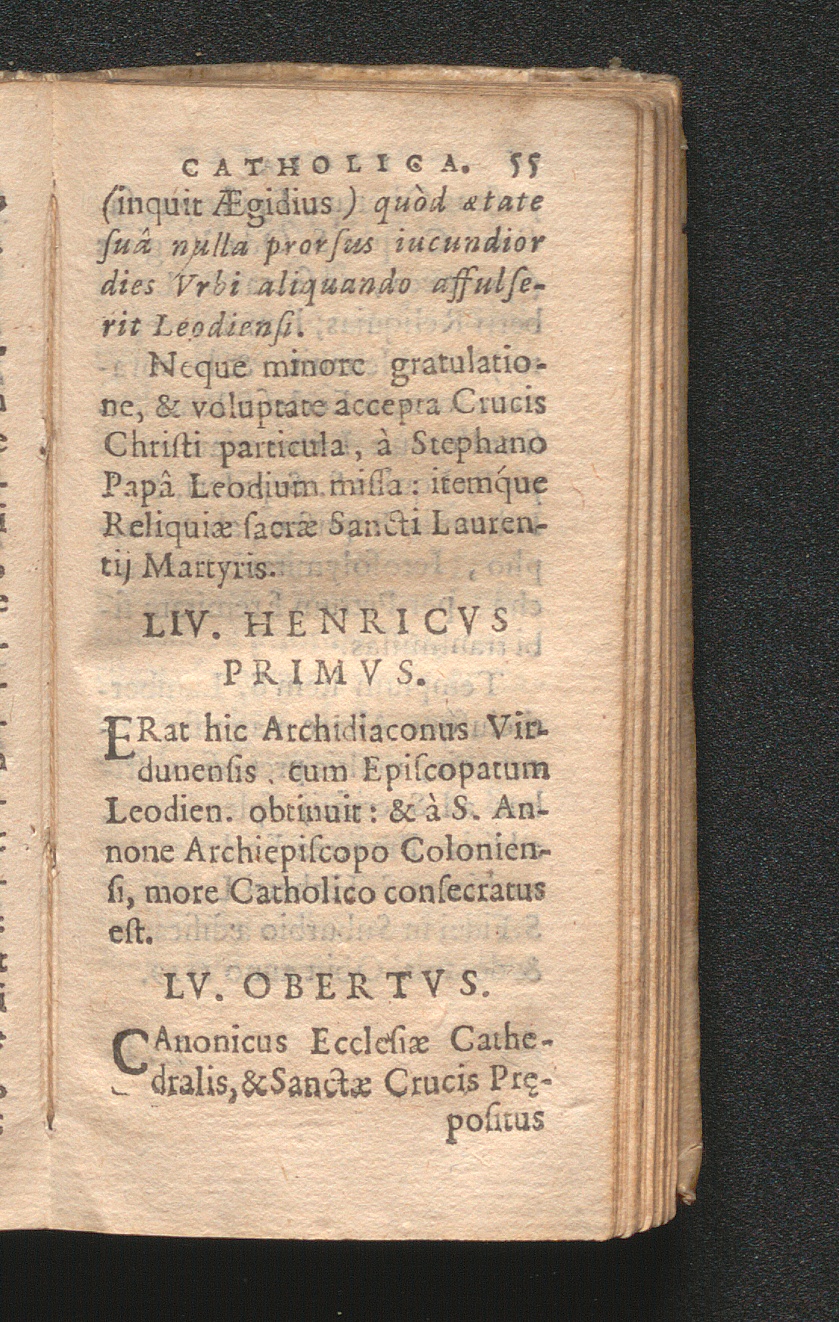 CATHOLICA. 55
(inquit Ægidius) quòd ætate
ſuâ nulla prorſus iucundior
dies Vrbi aliquando affulſe-
rit Leodienſi.
Neque minore gratulatio-
ne, & voluptate accepta Crucis
Chriſti particula, à Stephano
Papâ Leodium miſſa: itemq́ue
Reliquiæ ſacræ Sancti Lauren-
tij Martyris.
LIV. HENRICVS
PRIMVS.
ERat hic Archidiaconus Vir-
dunenſis, cum Epiſcopatum
Leodien. obtinuit: & à S. An-
none Archiepiſcopo Colonien-
ſi, more Catholico conſecratus
eſt.
LV. OBERTVS.
CAnonicus Eccleſiæ Cathe-
dralis, & Sanctæ Crucis Prę-
poſitus